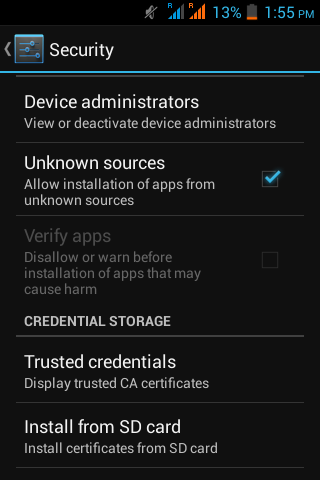 R R 13% 1:55 PM
Security
Device administrators
View or deactivate device administrators
Unknown sources
Allow installation of apps from
unknown sources
Verify apps
Disallow or warn before
installation of apps that may
cause harm
CREDENTIAL STORAGE
Trusted credentials
Display trusted CA certificates
Install from SD card
Install certificates from SD card